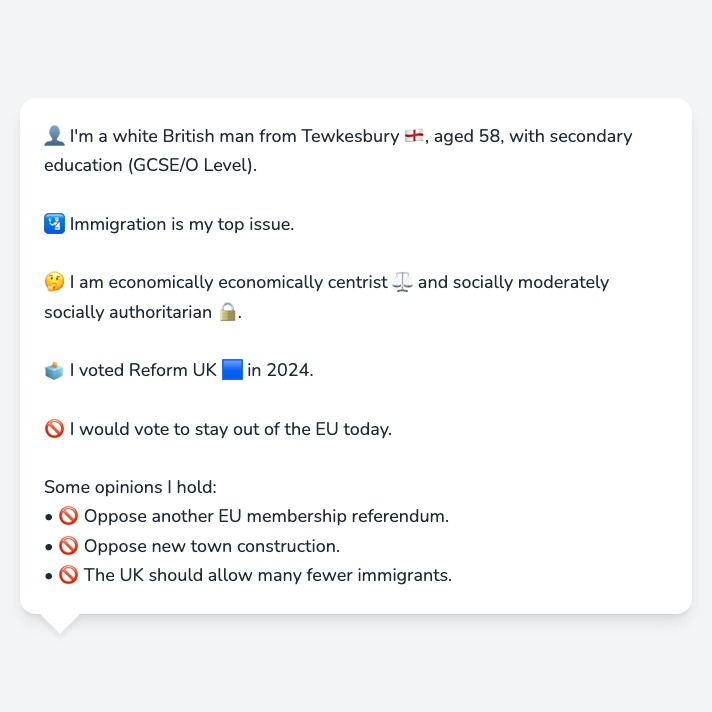 👤 I'm a white British man from Tewkesbury 🏴󠁧󠁢󠁥󠁮󠁧󠁿, aged 58, with secondary
education (GCSE/O Level).
🛂 Immigration is my top issue.
🤔 I am economically economically centrist ⚖️ and socially moderately
socially authoritarian 🔒.
🗳️ I voted Reform UK 🟦 in 2024.
🚫 I would vote to stay out of the EU today.
Some opinions I hold:
• 🚫 Oppose another EU membership referendum.
• 🚫 Oppose new town construction.
• 🚫 The UK should allow many fewer immigrants.